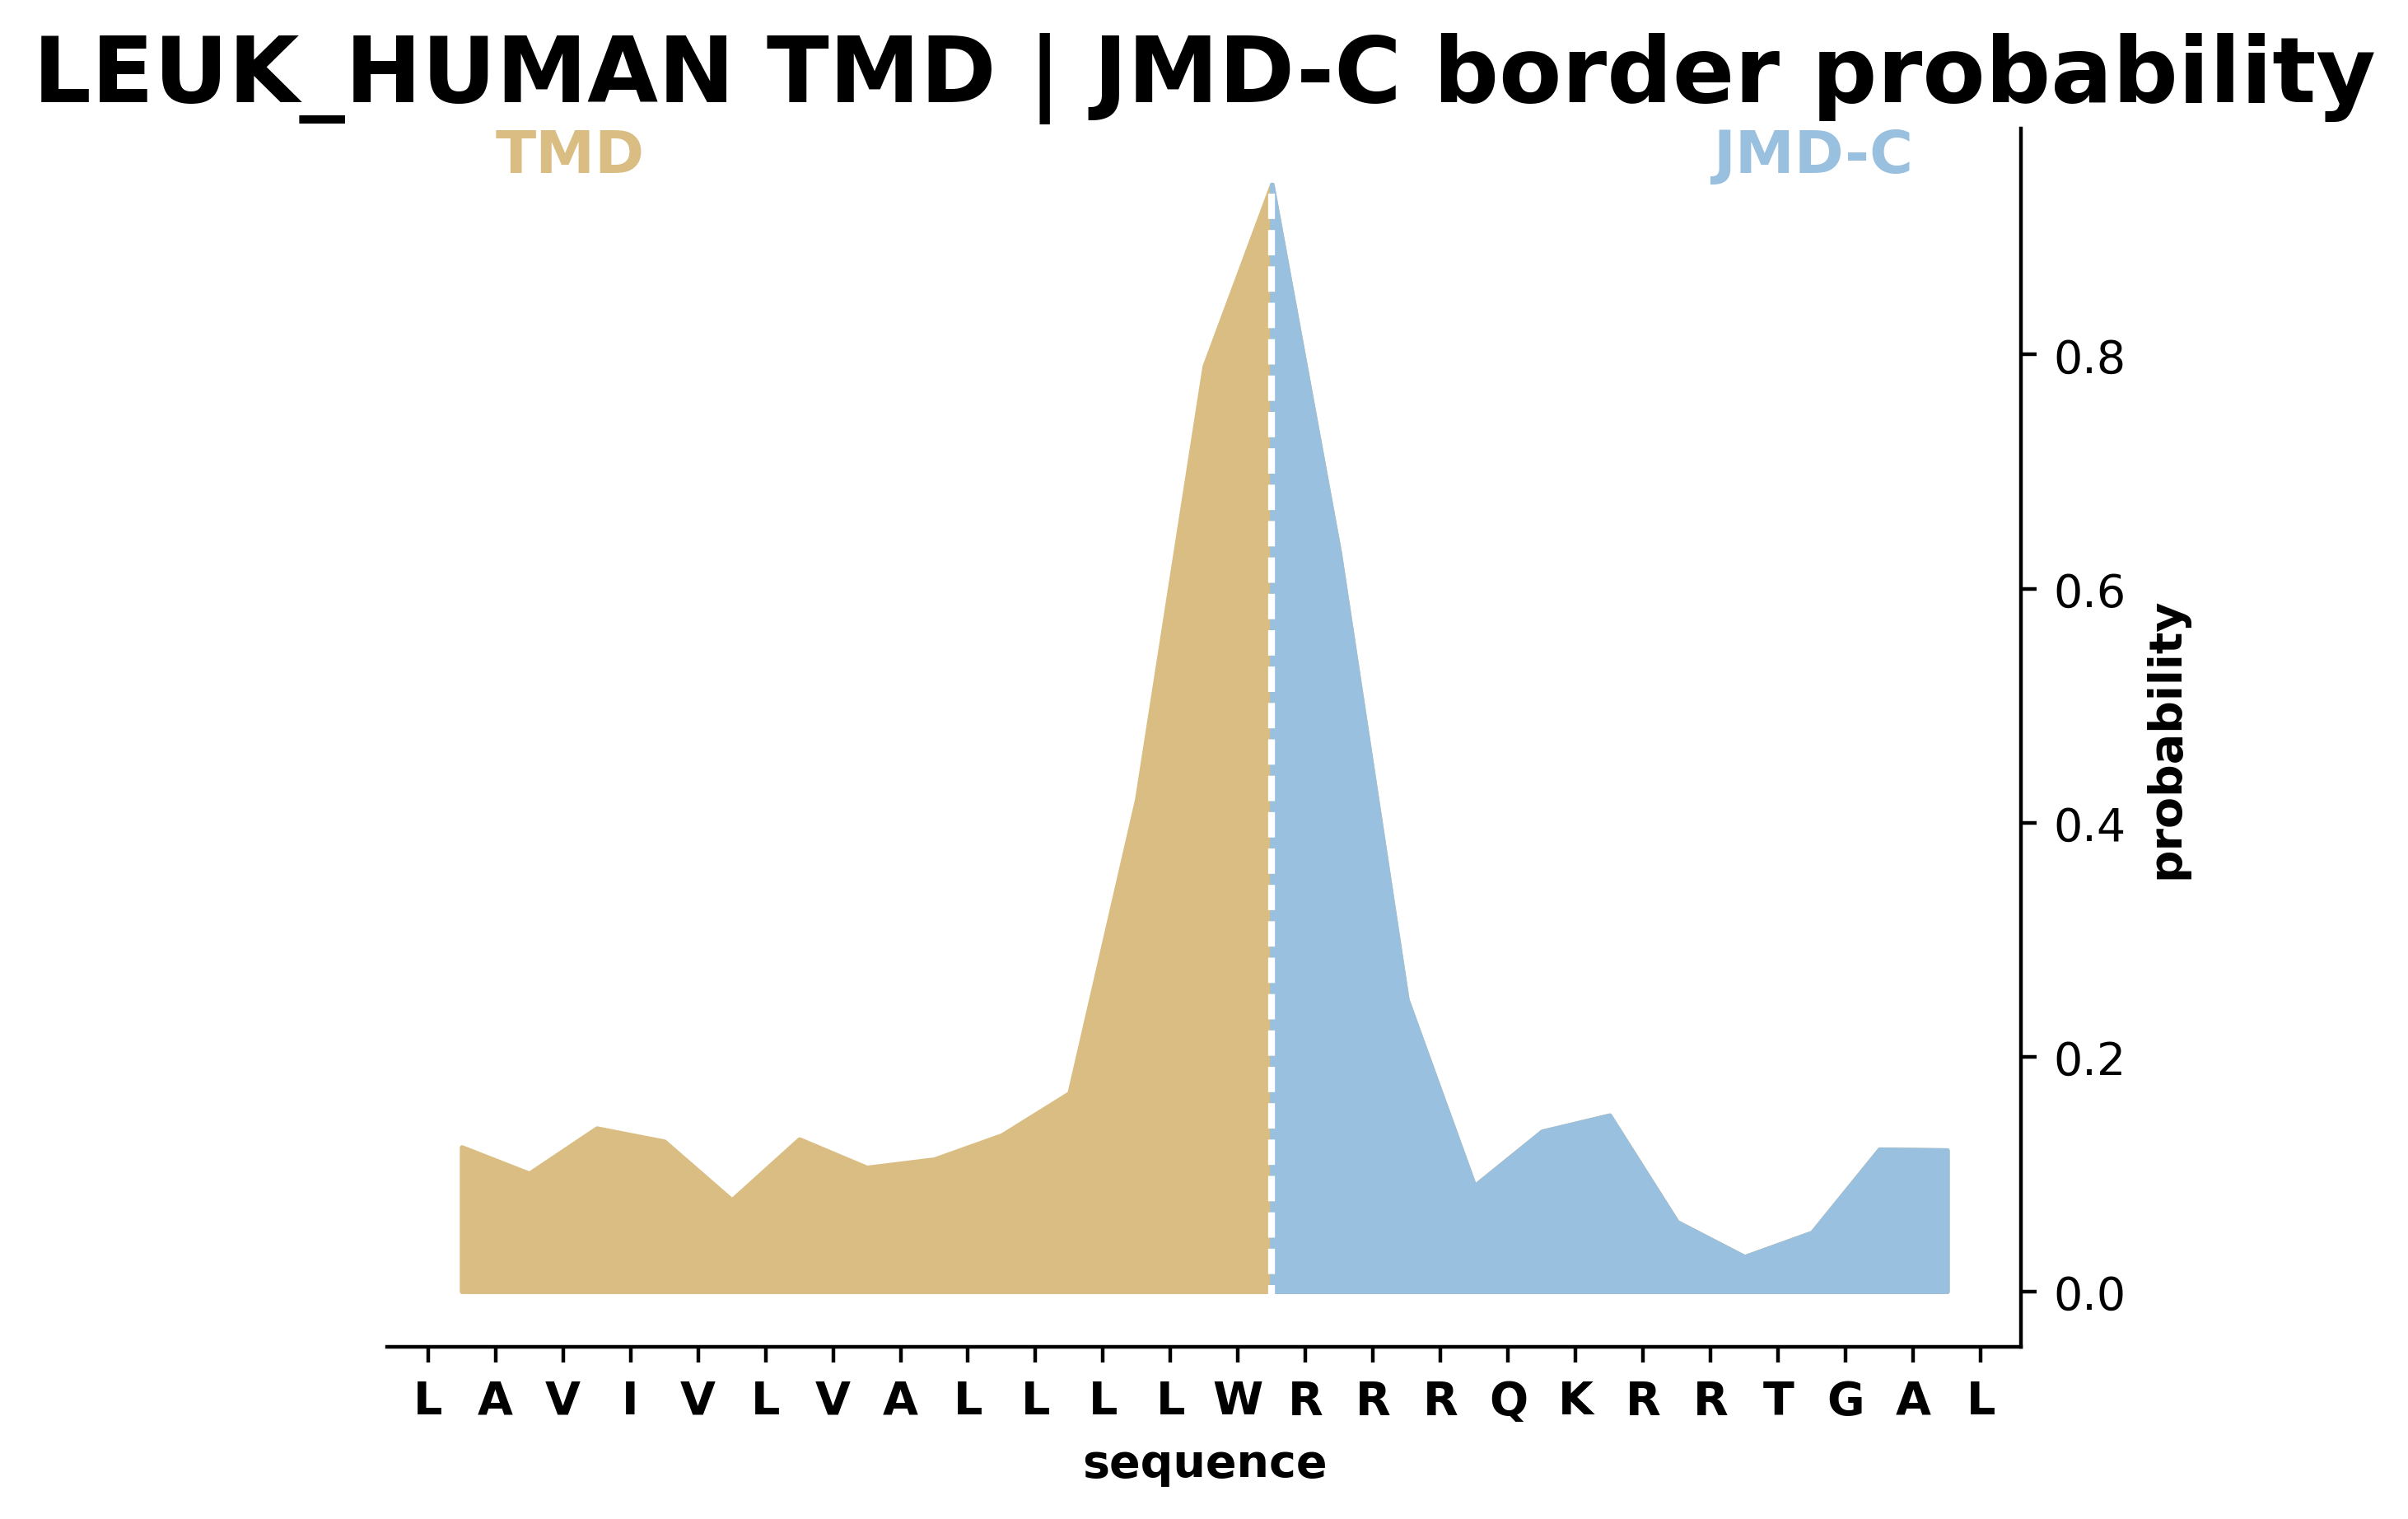 LEUK_HUMAN TMD | JMD-C border probability
TMD JMD-C
0.8
0.6
0.4
0.2
0.0
probability
L A V I V L V A L L L L W R R R Q K R R T G A L
sequence